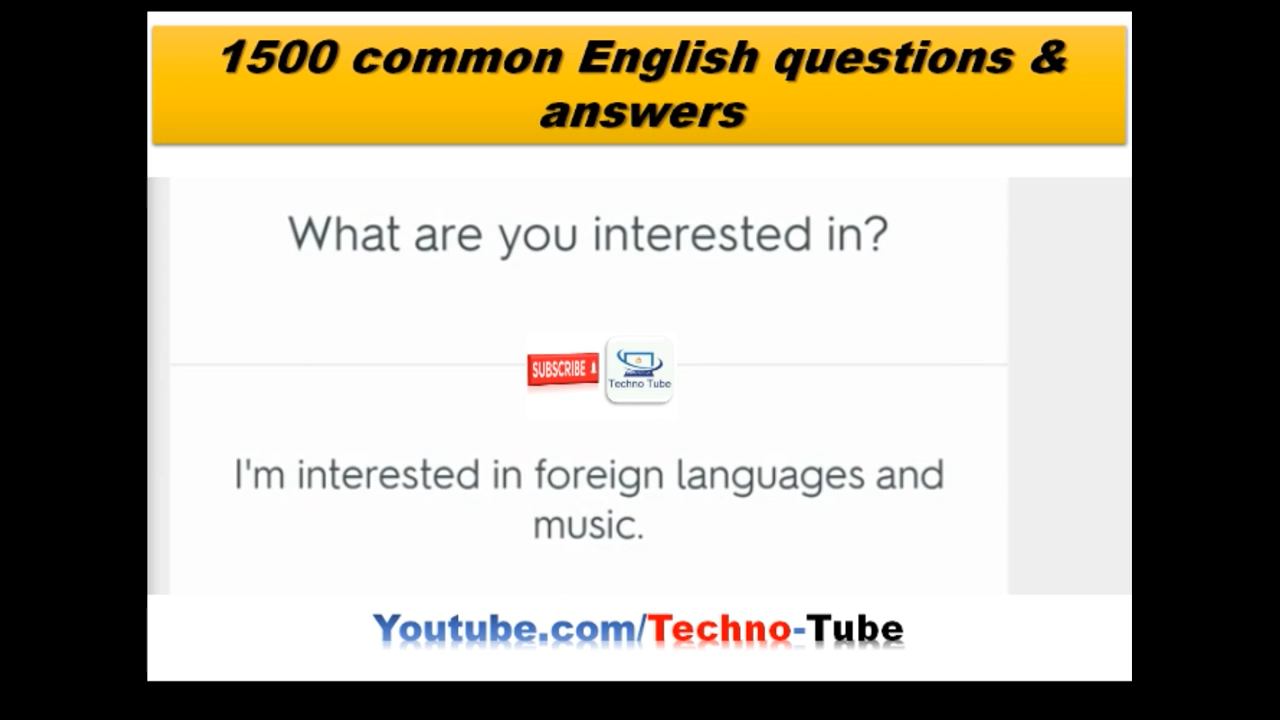 1500 common English questions &
answers
What are you interested in?
SUBSCRIBE
Techno Tube
I'm interested in foreign languages and
music.
Youtube.com/Techno-Tube